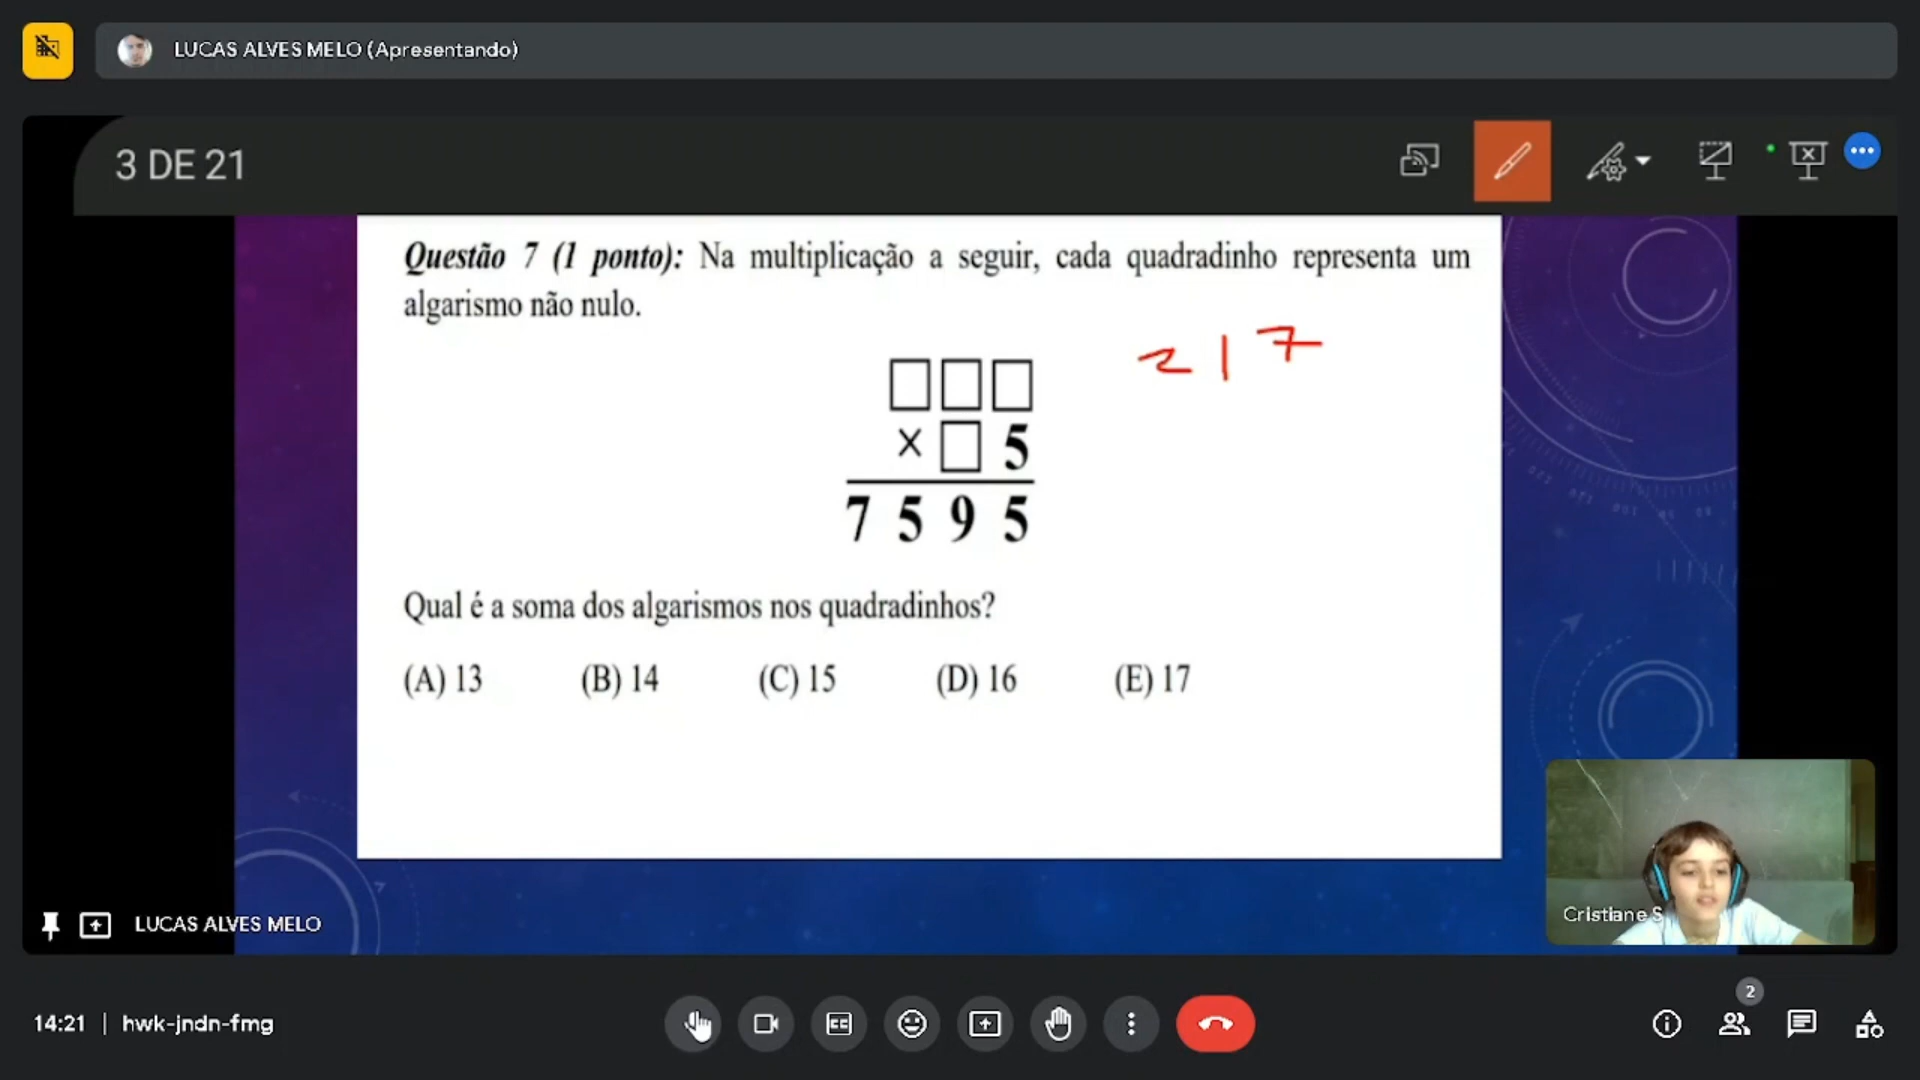 LUCAS ALVES MELO (Apresentando)
3 DE 21
Questão 7 (1 ponto): Na multiplicação a seguir, cada quadradinho representa um
algarismo não nulo.
217
□□□
× □ 5
7 5 9 5
Qual é a soma dos algarismos nos quadradinhos?
(A) 13 (B) 14 (C) 15 (D) 16 (E) 17
LUCAS ALVES MELO
Cristiane S
14:21 | hwk-jndn-fmg
2